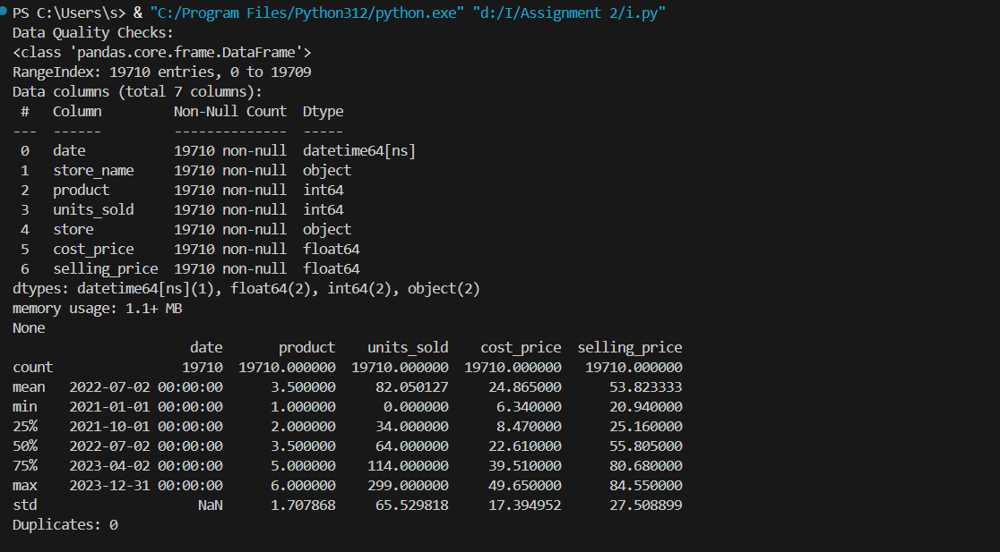 PS C:\Users\s> & "C:/Program Files/Python312/python.exe" "d:/I/Assignment 2/i.py"
Data Quality Checks:
<class 'pandas.core.frame.DataFrame'>
RangeIndex: 19710 entries, 0 to 19709
Data columns (total 7 columns):
 #   Column         Non-Null Count  Dtype
---  ------         --------------  -----
 0   date           19710 non-null  datetime64[ns]
 1   store_name     19710 non-null  object
 2   product        19710 non-null  int64
 3   units_sold     19710 non-null  int64
 4   store          19710 non-null  object
 5   cost_price     19710 non-null  float64
 6   selling_price  19710 non-null  float64
dtypes: datetime64[ns](1), float64(2), int64(2), object(2)
memory usage: 1.1+ MB
None
                      date       product    units_sold    cost_price  selling_price
count                19710  19710.000000  19710.000000  19710.000000   19710.000000
mean   2022-07-02 00:00:00      3.500000     82.050127     24.865000      53.823333
min    2021-01-01 00:00:00      1.000000      0.000000      6.340000      20.940000
25%    2021-10-01 00:00:00      2.000000     34.000000      8.470000      25.160000
50%    2022-07-02 00:00:00      3.500000     64.000000     22.610000      55.805000
75%    2023-04-02 00:00:00      5.000000    114.000000     39.510000      80.680000
max    2023-12-31 00:00:00      6.000000    299.000000     49.650000      84.550000
std                    NaN      1.707868     65.529818     17.394952      27.508899
Duplicates: 0